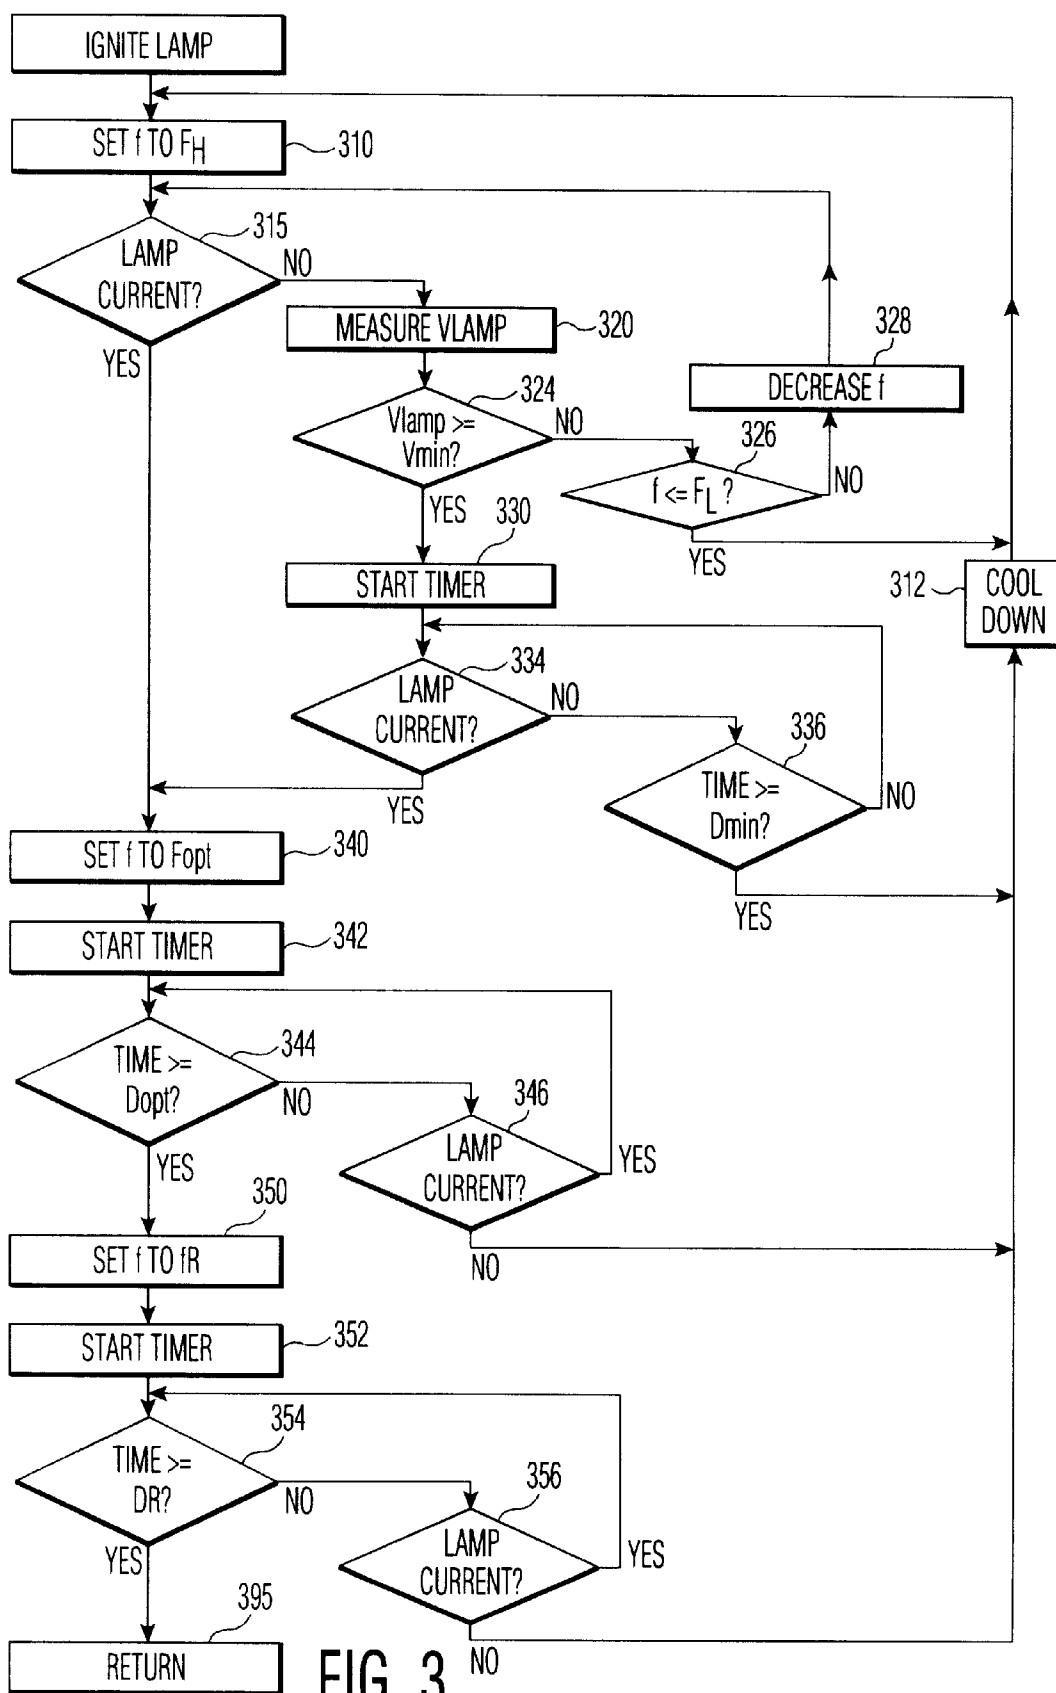 IGNITE LAMP
SET f TO FH
310
315
LAMP
CURRENT?
NO
YES
MEASURE VLAMP
320
328
DECREASE f
324
Vlamp >=
Vmin?
NO
326
f <= FL ?
NO
YES
YES
330
START TIMER
312
COOL
DOWN
334
LAMP
CURRENT?
NO
336
TIME >=
Dmin?
NO
YES
YES
SET f TO Fopt
340
START TIMER
342
TIME >=
Dopt?
344
NO
346
LAMP
CURRENT?
YES
YES
NO
350
SET f TO fR
START TIMER
352
354
TIME >=
DR?
NO
356
LAMP
CURRENT?
YES
YES
NO
395
RETURN
FIG. 3